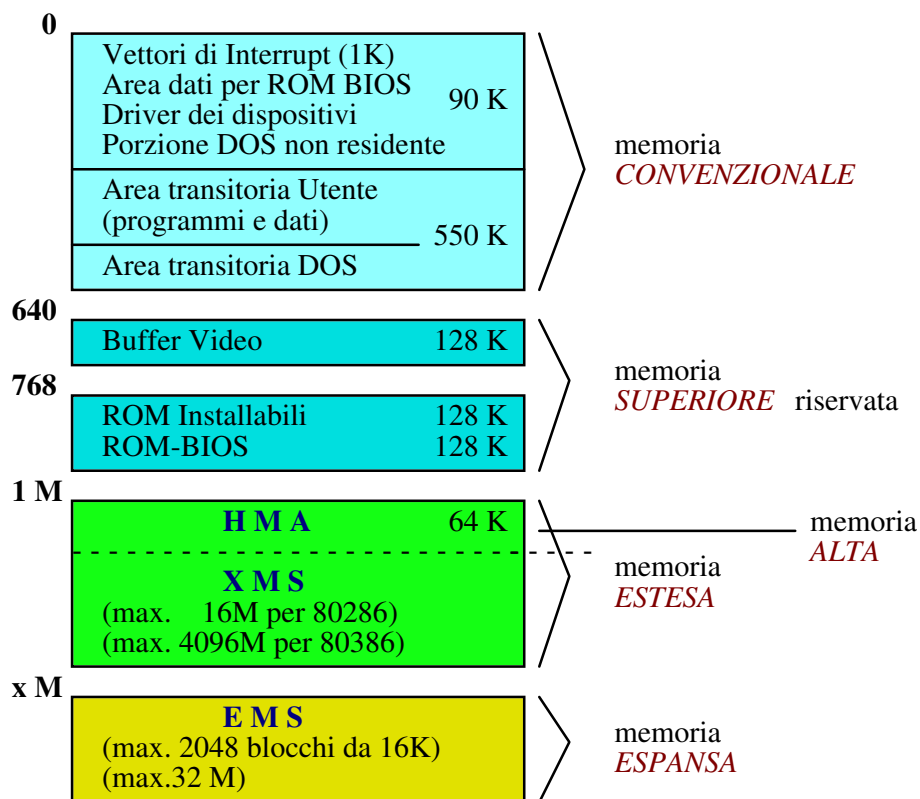 0
Vettori di Interrupt (1K)
Area dati per ROM BIOS
90 K
Driver dei dispositivi
Porzione DOS non residente
memoria
CONVENZIONALE
Area transitoria Utente
(programmi e dati)
550 K
Area transitoria DOS
640
Buffer Video 128 K
768
memoria
SUPERIORE riservata
ROM Installabili 128 K
ROM-BIOS 128 K
1 M
H M A 64 K
memoria
ALTA
X M S
(max. 16M per 80286)
(max. 4096M per 80386)
memoria
ESTESA
x M
E M S
(max. 2048 blocchi da 16K)
(max.32 M)
memoria
ESPANSA